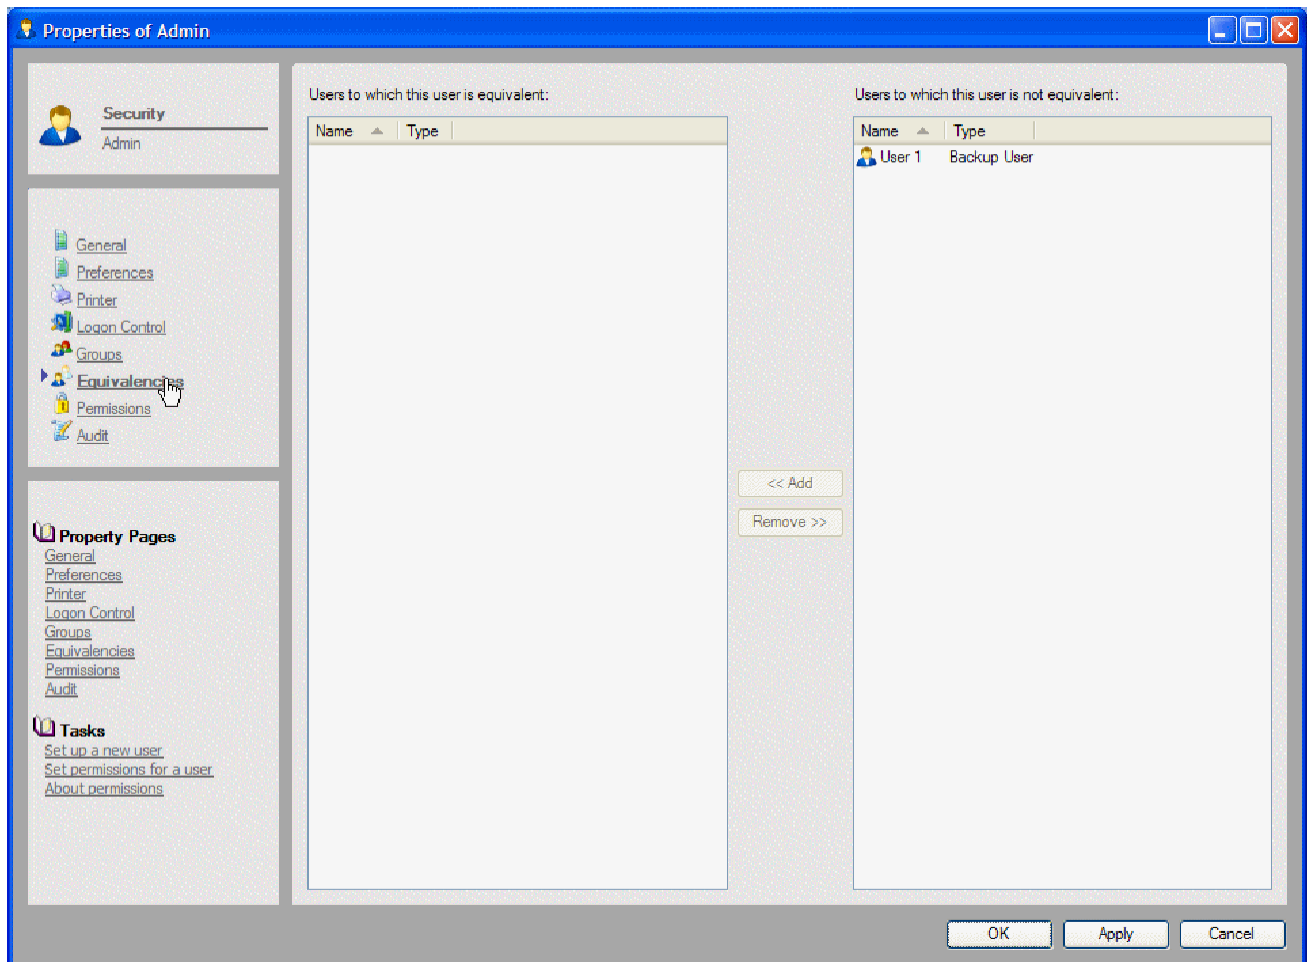 Properties of Admin
Security
Admin
General
Preferences
Printer
Logon Control
Groups
Equivalencies
Permissions
Audit
Property Pages
General
Preferences
Printer
Logon Control
Groups
Equivalencies
Permissions
Audit
Tasks
Set up a new user
Set permissions for a user
About permissions
Users to which this user is equivalent:
Name Type
<< Add
Remove >>
Users to which this user is not equivalent:
Name Type
User 1 Backup User
OK Apply Cancel